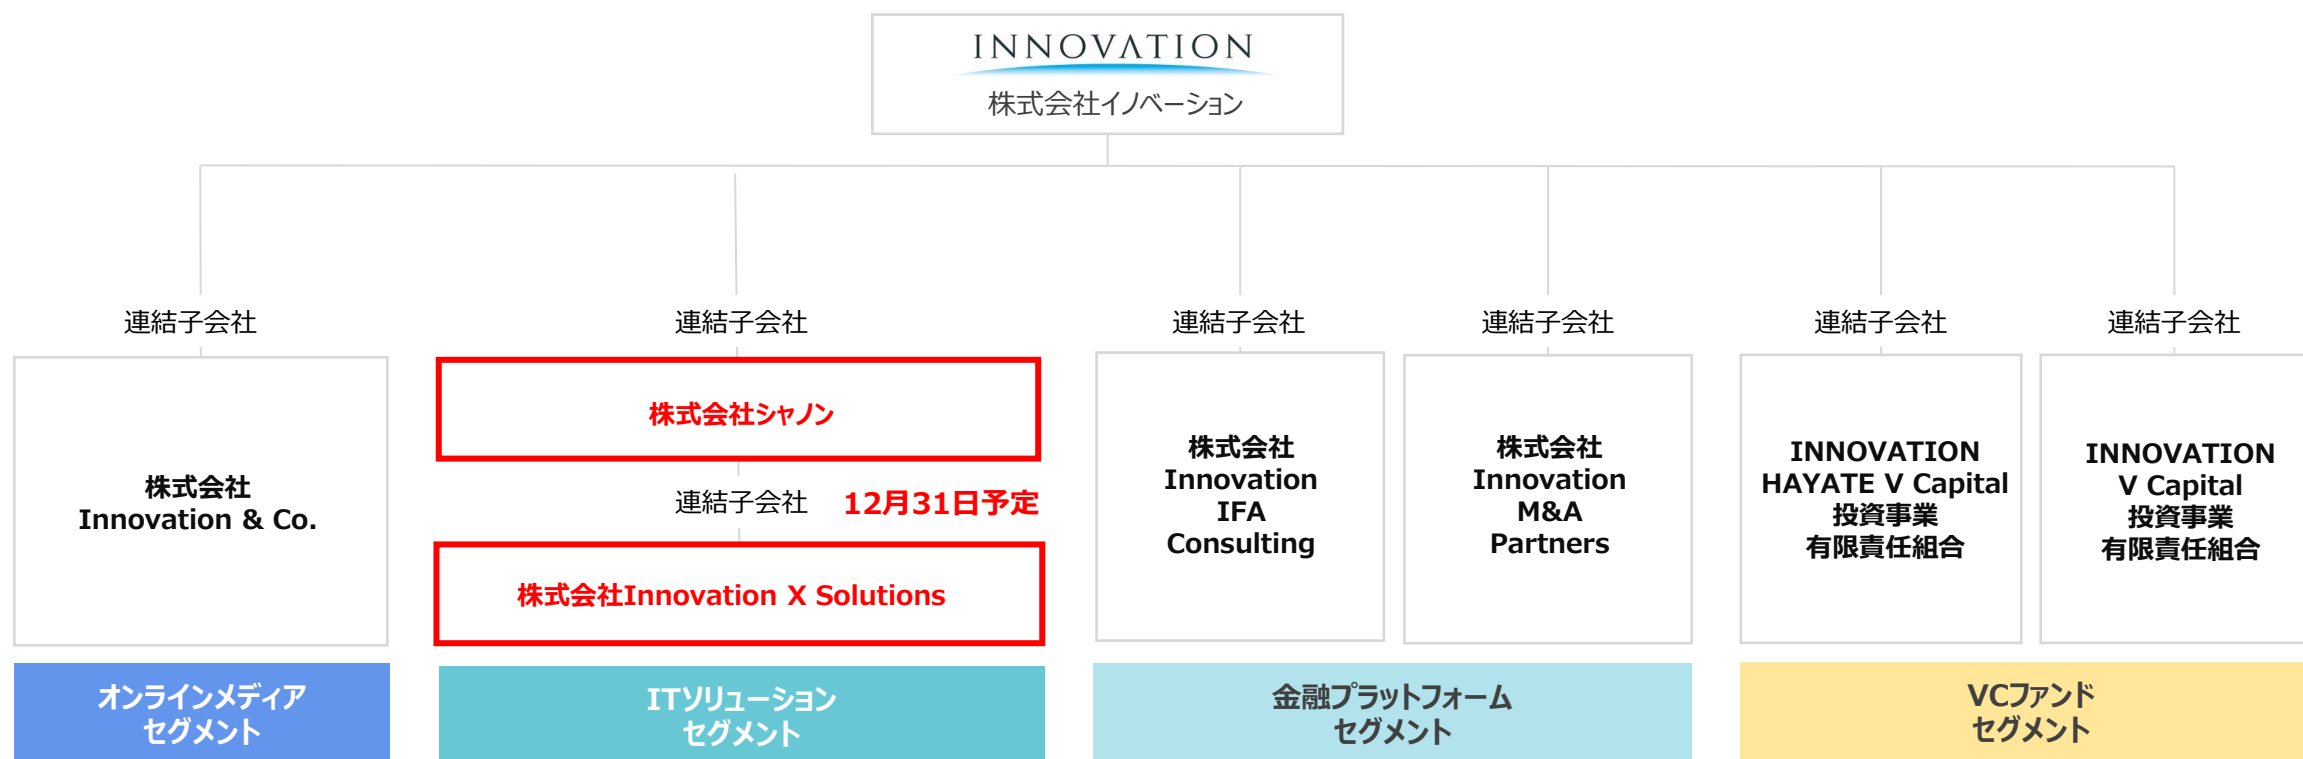 INNOVATION
株式会社イノベーション
連結子会社
株式会社
Innovation & Co.
オンラインメディア
セグメント
連結子会社
株式会社シャノン
連結子会社 12月31日予定
株式会社Innovation X Solutions
ITソリューション
セグメント
連結子会社
株式会社
Innovation
IFA
Consulting
連結子会社
株式会社
Innovation
M&A
Partners
金融プラットフォーム
セグメント
連結子会社
INNOVATION
HAYATE V Capital
投資事業
有限責任組合
連結子会社
INNOVATION
V Capital
投資事業
有限責任組合
VCファンド
セグメント